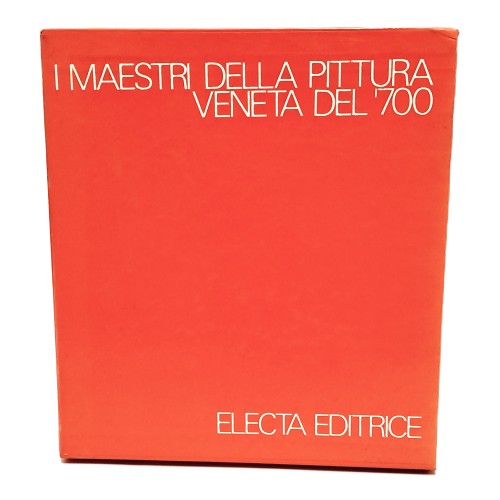 I MAESTRI DELLA PITTURA
VENETA DEL '700
ELECTA EDITRICE